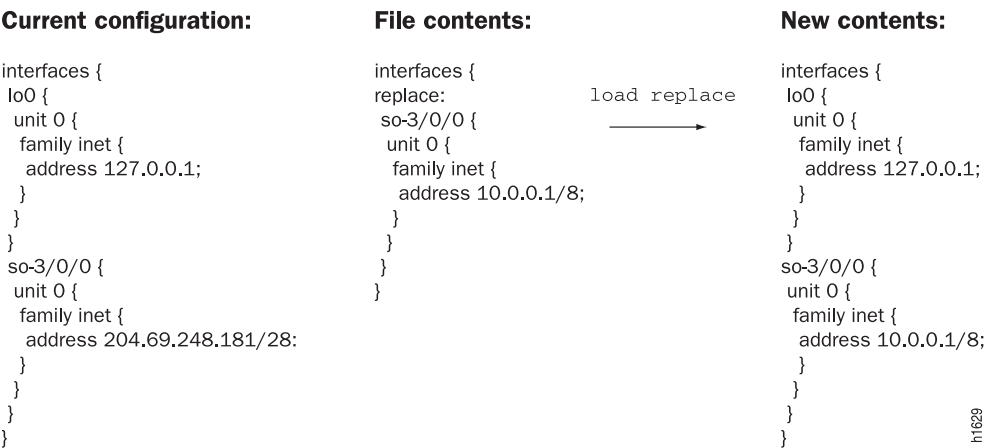 Current configuration:
interfaces {
lo0 {
unit 0 {
family inet {
address 127.0.0.1;
}
}
}
so-3/0/0 {
unit 0 {
family inet {
address 204.69.248.181/28:
}
}
}
}
File contents:
interfaces {
replace:
so-3/0/0 {
unit 0 {
family inet {
address 10.0.0.1/8;
}
}
}
}
load replace
New contents:
interfaces {
lo0 {
unit 0 {
family inet {
address 127.0.0.1;
}
}
}
so-3/0/0 {
unit 0 {
family inet {
address 10.0.0.1/8;
}
}
}
}
h1629